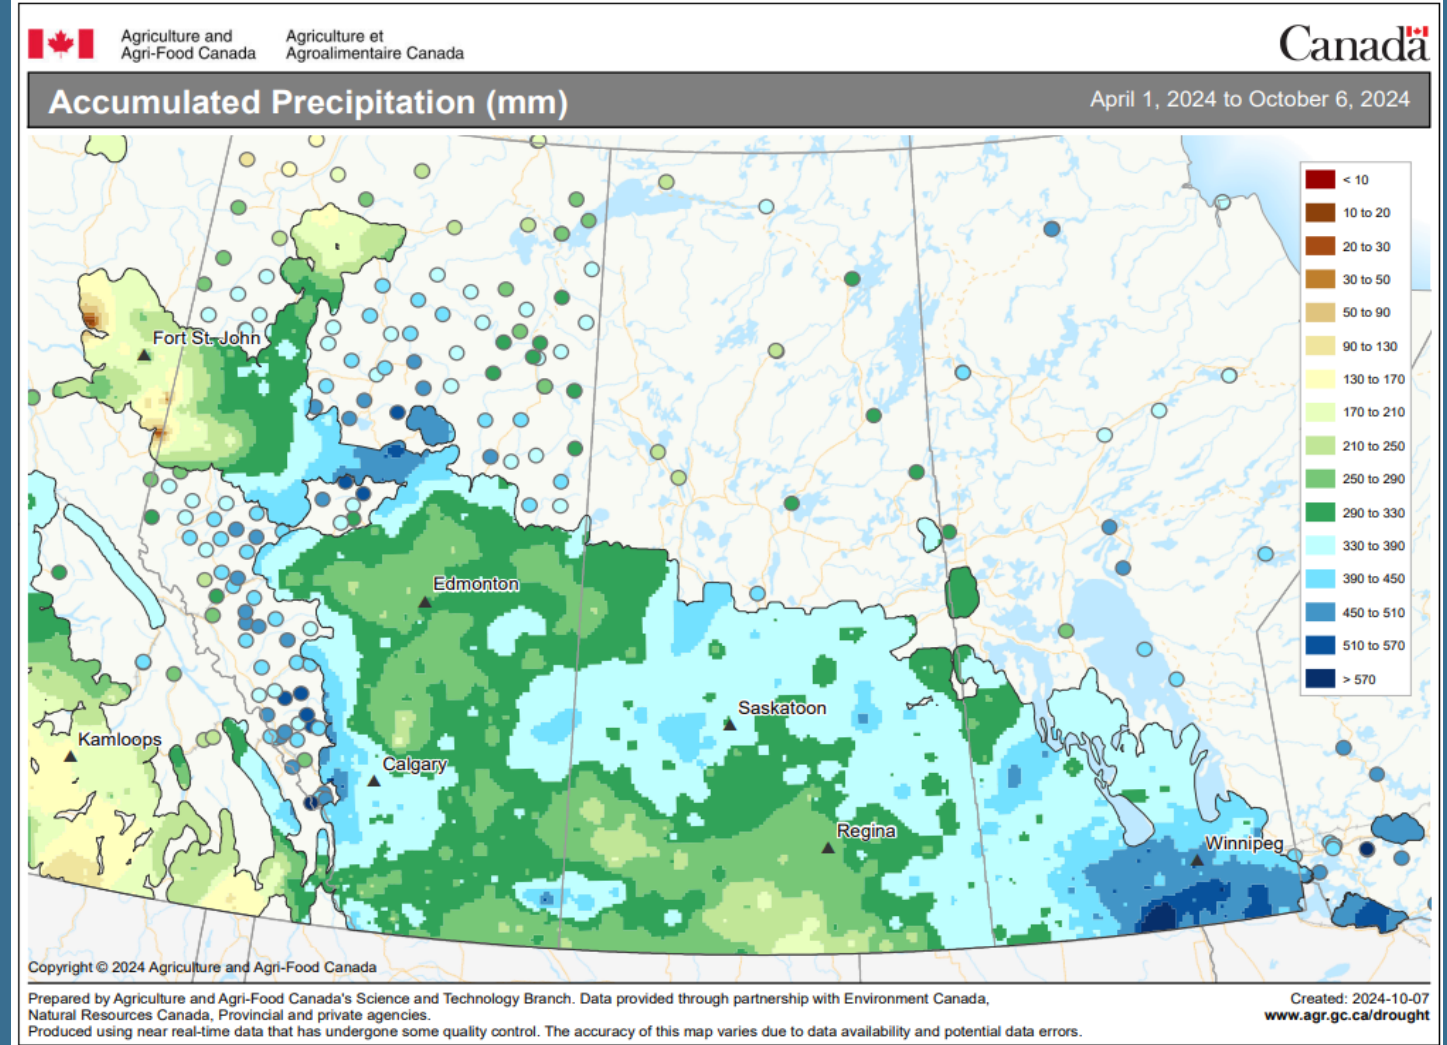 Agriculture and
Agri-Food Canada
Agriculture et
Agroalimentaire Canada
Canada
Accumulated Precipitation (mm)
April 1, 2024 to October 6, 2024
< 10
10 to 20
20 to 30
30 to 50
50 to 90
90 to 130
130 to 170
170 to 210
210 to 250
250 to 290
290 to 330
330 to 390
390 to 450
450 to 510
510 to 570
> 570
Fort St. John
Edmonton
Saskatoon
Kamloops
Calgary
Regina
Winnipeg
Copyright © 2024 Agriculture and Agri-Food Canada
Prepared by Agriculture and Agri-Food Canada's Science and Technology Branch. Data provided through partnership with Environment Canada,
Natural Resources Canada, Provincial and private agencies.
Produced using near real-time data that has undergone some quality control. The accuracy of this map varies due to data availability and potential data errors.
Created: 2024-10-07
www.agr.gc.ca/drought